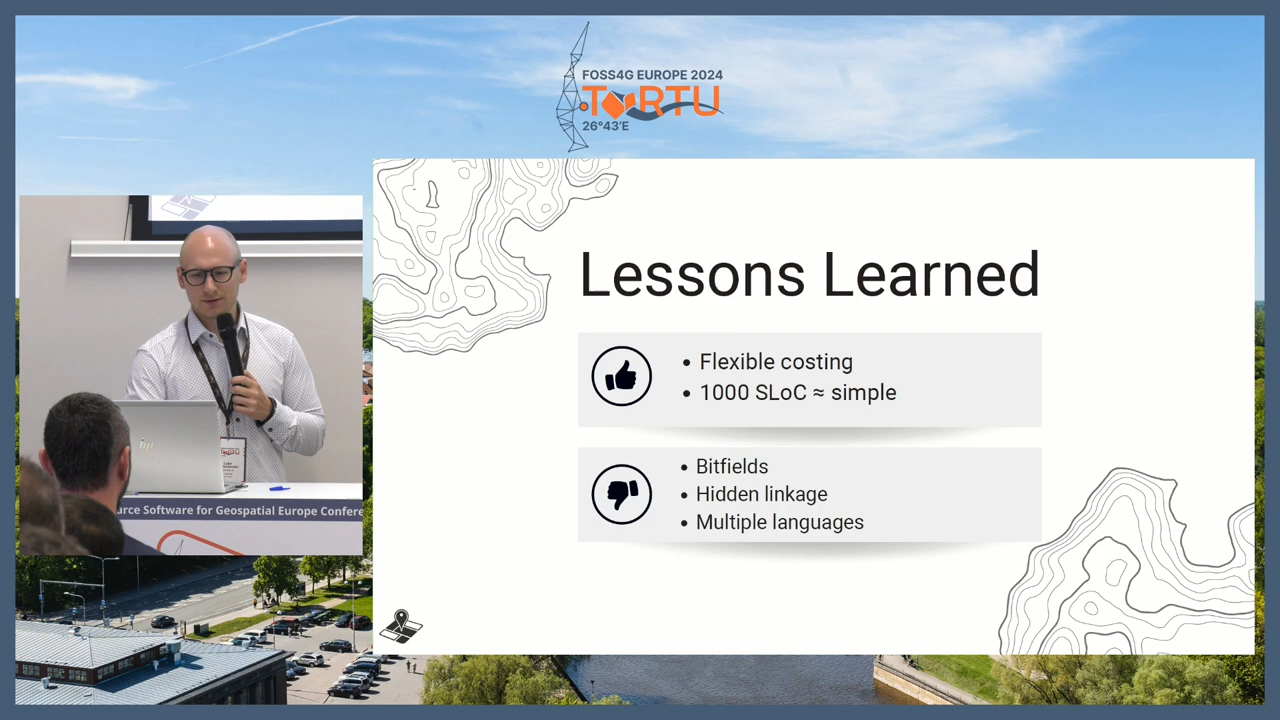 FOSS4G EUROPE 2024
TARTU
26°43'E
Lessons Learned
• Flexible costing
• 1000 SLoC ≈ simple
• Bitfields
• Hidden linkage
• Multiple languages
urce Software for Geospatial Europe Confere